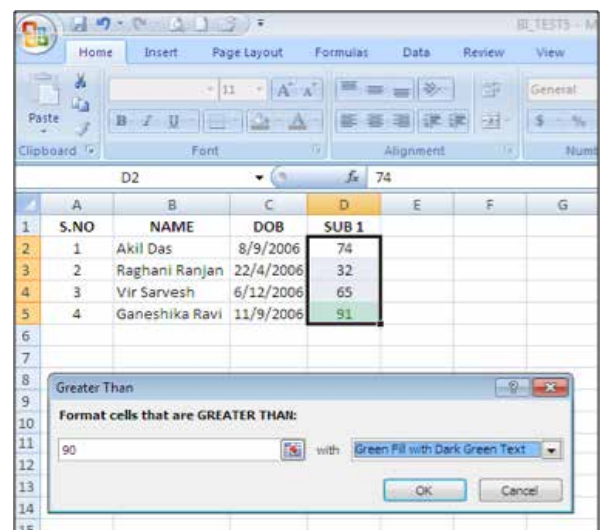 BI_TEST3 - M
Home Insert Page Layout Formulas Data Review View
Paste
11 A A
General
B I U A $ %
Clipboard Font Alignment Numb
D2 fx 74
A B C D E F G
1 S.NO NAME DOB SUB 1
2 1 Akil Das 8/9/2006 74
3 2 Raghani Ranjan 22/4/2006 32
4 3 Vir Sarvesh 6/12/2006 65
5 4 Ganeshika Ravi 11/9/2006 91
6
7
8
Greater Than
9
Format cells that are GREATER THAN:
10
11
90 with Green Fill with Dark Green Text
12
13
OK Cancel
14
15